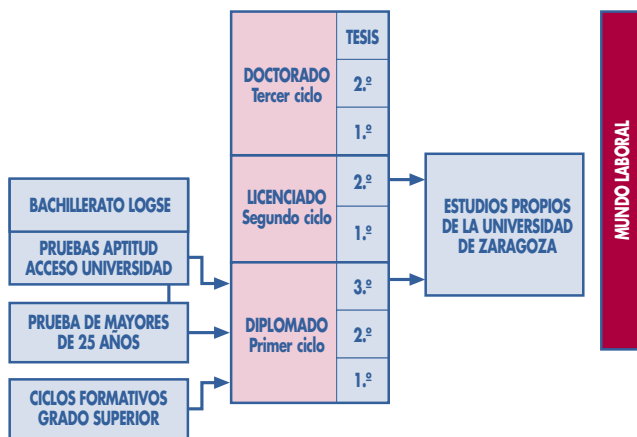 BACHILLERATO LOGSE
PRUEBAS APTITUD
ACCESO UNIVERSIDAD
PRUEBA DE MAYORES
DE 25 AÑOS
CICLOS FORMATIVOS
GRADO SUPERIOR
DOCTORADO
Tercer ciclo
TESIS
2.º
1.º
LICENCIADO
Segundo ciclo
2.º
1.º
DIPLOMADO
Primer ciclo
3.º
2.º
1.º
ESTUDIOS PROPIOS
DE LA UNIVERSIDAD
DE ZARAGOZA
MUNDO LABORAL